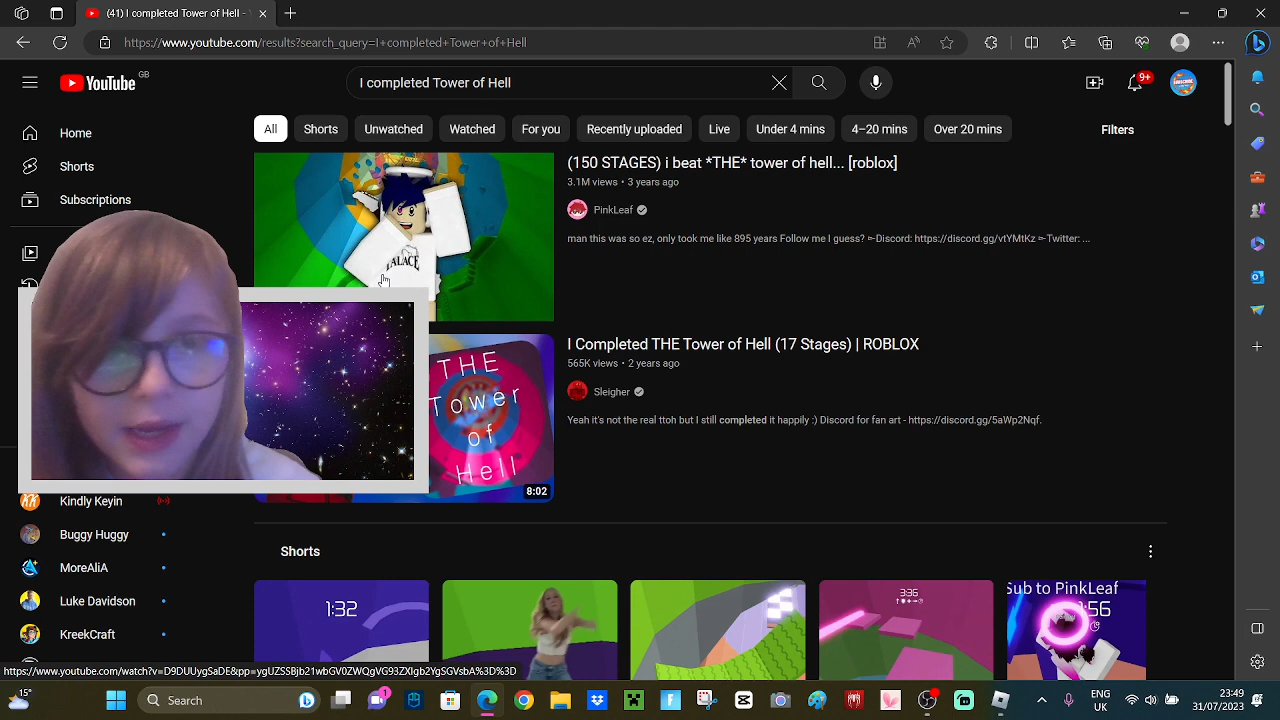 (41) I completed Tower of Hell - Y
https://www.youtube.com/results?search_query=I+completed+Tower+of+Hell
YouTube GB
I completed Tower of Hell
9+
All
Shorts
Unwatched
Watched
For you
Recently uploaded
Live
Under 4 mins
4–20 mins
Over 20 mins
Filters
Home
Shorts
Subscriptions
PALACE
(150 STAGES) i beat *THE* tower of hell... [roblox]
3.1M views • 3 years ago
PinkLeaf
man this was so ez, only took me like 895 years Follow me I guess? ➣Discord: https://discord.gg/vtYMtKz ➣Twitter: ...
THE
Tower
of
Hell
8:02
I Completed THE Tower of Hell (17 Stages) | ROBLOX
565K views • 2 years ago
Sleigher
Yeah it's not the real ttoh but I still completed it happily :) Discord for fan art - https://discord.gg/5aWp2Nqf.
Kindly Keyin
Buggy Huggy
MoreAliA
Luke Davidson
KreekCraft
Shorts
1:32
3:35
Sub to PinkLeaf
:56
https://www.youtube.com/watch?v=D9DUUygSaDE&pp=ygUZSSBjb21wbGV0ZWQgVG93ZXIgb2YgSGVsbA%3D%3D
15°
Search
1
ENG
UK
23:49
31/07/2023